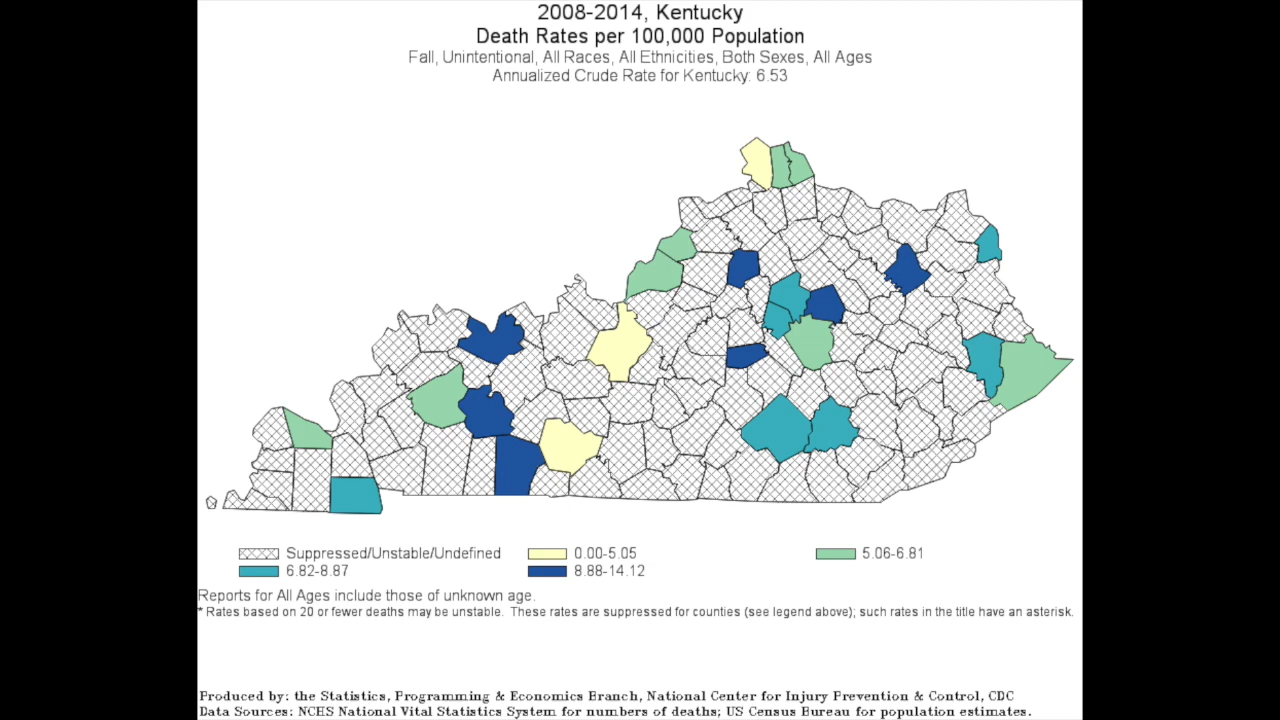 2008-2014, Kentucky
Death Rates per 100,000 Population
Fall, Unintentional, All Races, All Ethnicities, Both Sexes, All Ages
Annualized Crude Rate for Kentucky: 6.53
Suppressed/Unstable/Undefined 0.00-5.05 5.06-6.81
6.82-8.87 8.88-14.12
Reports for All Ages include those of unknown age.
* Rates based on 20 or fewer deaths may be unstable. These rates are suppressed for counties (see legend above); such rates in the title have an asterisk.
Produced by: the Statistics, Programming & Economics Branch, National Center for Injury Prevention & Control, CDC
Data Sources: NCES National Vital Statistics System for numbers of deaths; US Census Bureau for population estimates.